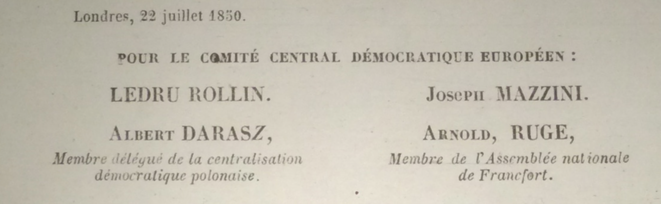 Londres, 22 juillet 1850.
POUR LE COMITÉ CENTRAL DÉMOCRATIQUE EUROPÉEN :
LEDRU ROLLIN.
Joseph MAZZINI.
Albert DARASZ,
Membre délégué de la centralisation
démocratique polonaise.
Arnold, RUGE,
Membre de l'Assemblée nationale
de Francfort.